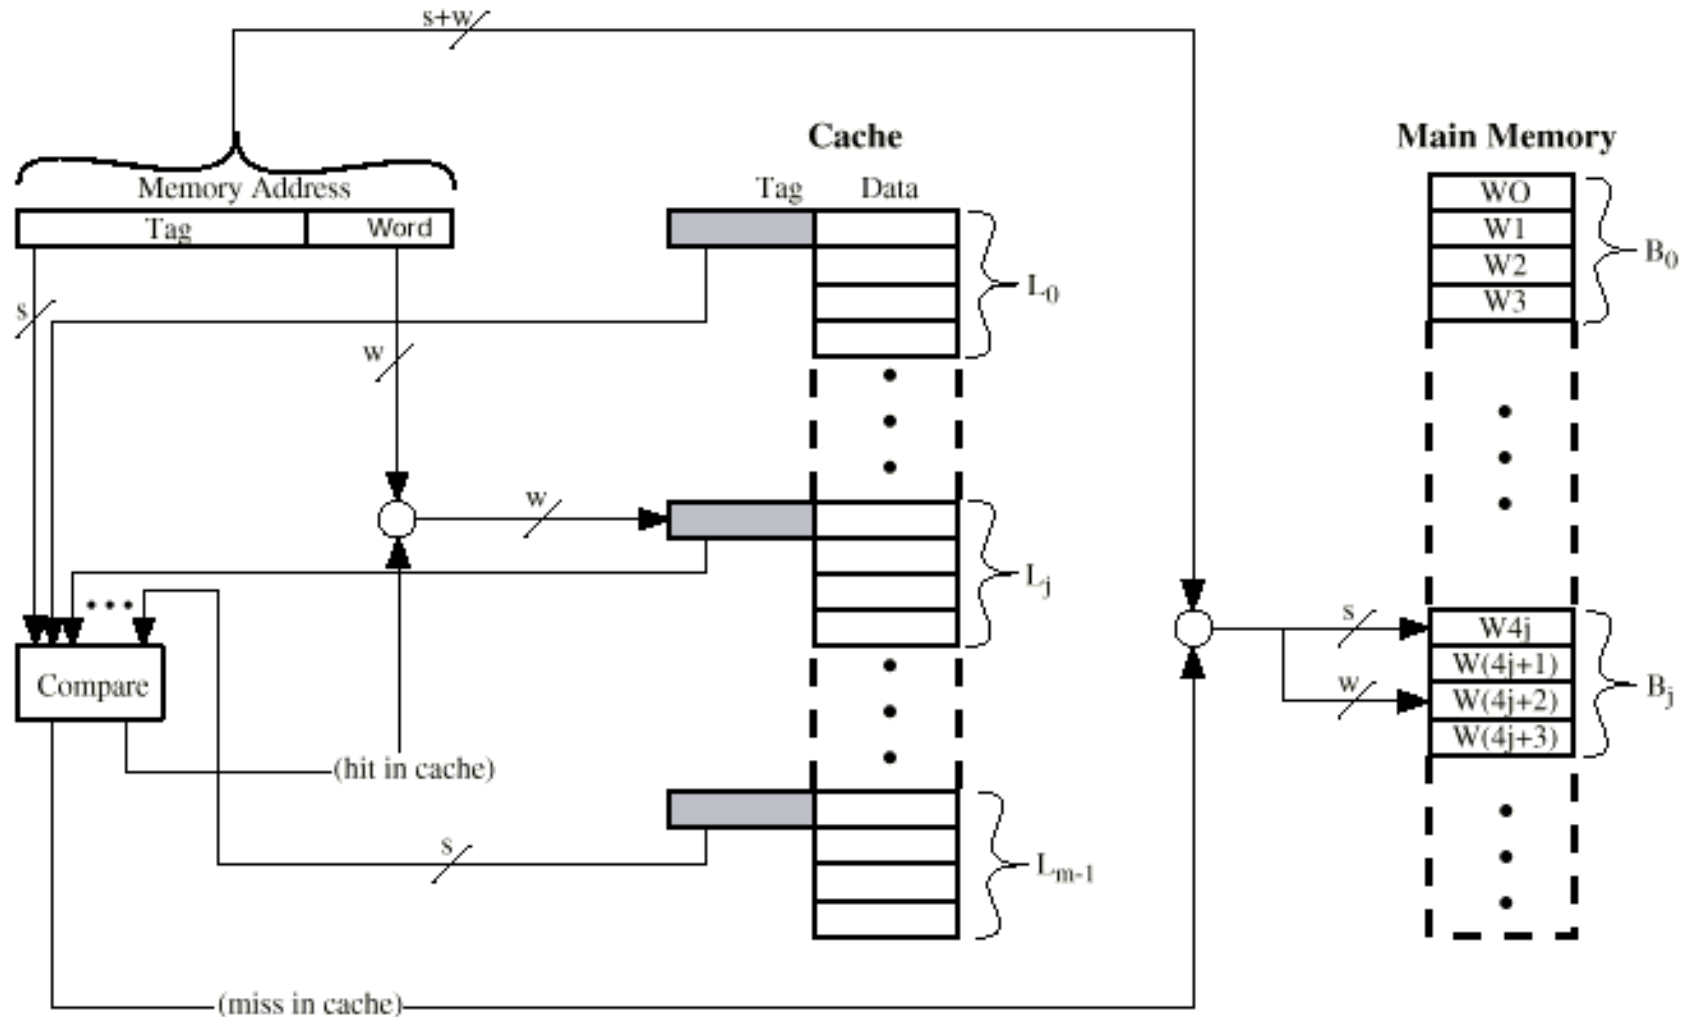 s+w
Cache
Main Memory
Memory Address
Tag Data
Tag Word
WO
W1
W2
W3
B0
L0
s
w
w
Lj
s
W4j
W(4j+1)
W(4j+2)
W(4j+3)
w
Bj
Compare
(hit in cache)
s
Lm-1
(miss in cache)